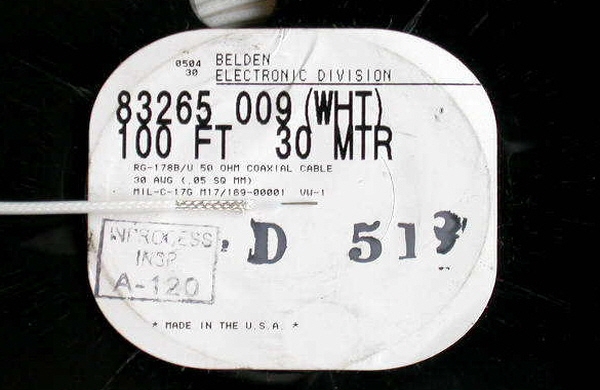 0504
30
BELDEN
ELECTRONIC DIVISION
83265 009 (WHT)
100 FT 30 MTR
RG-178B/U 50 OHM COAXIAL CABLE
30 AWG (.05 SQ MM)
MIL-C-17G M17/169-00001 VW-1
INPROCESS
INSP
A-120
D 513
* MADE IN THE U.S.A. *